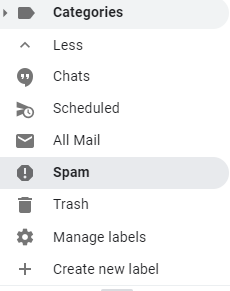 Categories
Less
Chats
Scheduled
All Mail
Spam
Trash
Manage labels
Create new label